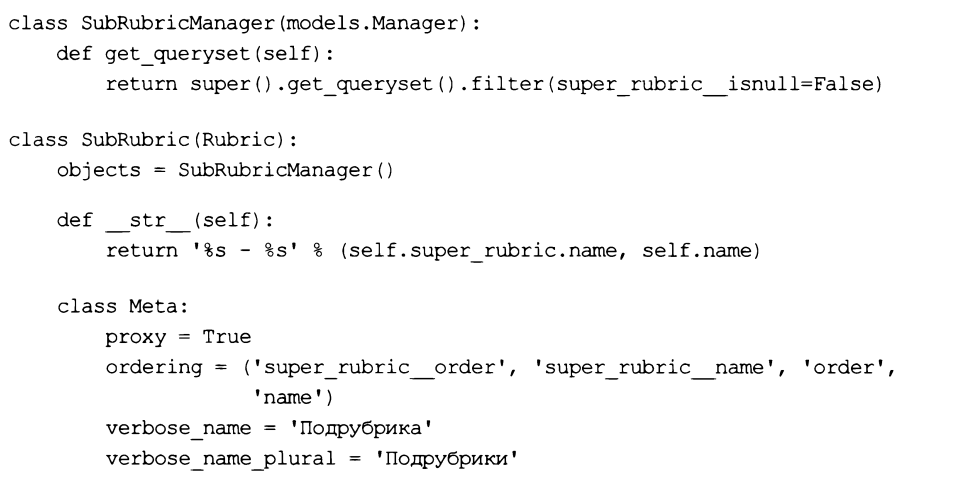 class SubRubricManager(models.Manager):
    def get_queryset(self):
        return super().get_queryset().filter(super_rubric__isnull=False)

class SubRubric(Rubric):
    objects = SubRubricManager()

    def __str__(self):
        return '%s - %s' % (self.super_rubric.name, self.name)

    class Meta:
        proxy = True
        ordering = ('super_rubric__order', 'super_rubric__name', 'order',
                    'name')
        verbose_name = 'Подрубрика'
        verbose_name_plural = 'Подрубрики'